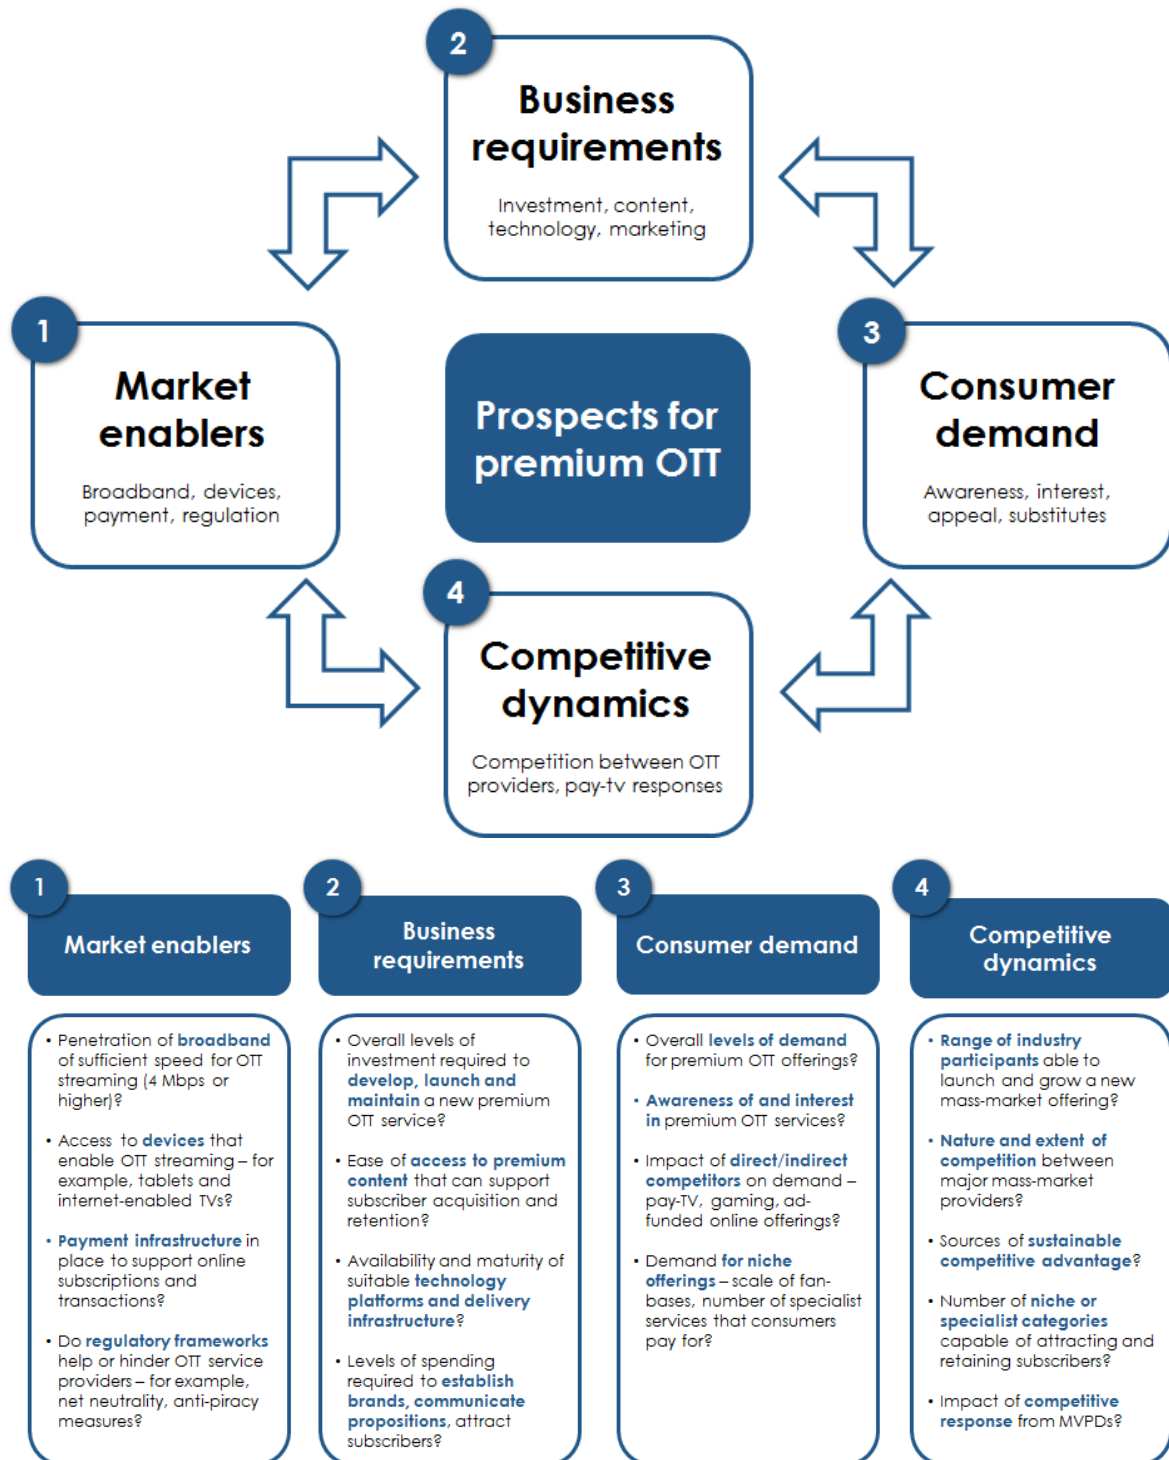 2
Business
requirements
Investment, content,
technology, marketing
1
Market
enablers
Broadband, devices,
payment, regulation
Prospects for
premium OTT
3
Consumer
demand
Awareness, interest,
appeal, substitutes
4
Competitive
dynamics
Competition between OTT
providers, pay-tv responses
1
Market enablers
• Penetration of broadband
of sufficient speed for OTT
streaming (4 Mbps or
higher)?
• Access to devices that
enable OTT streaming – for
example, tablets and
internet-enabled TVs?
• Payment infrastructure in
place to support online
subscriptions and
transactions?
• Do regulatory frameworks
help or hinder OTT service
providers – for example,
net neutrality, anti-piracy
measures?
2
Business
requirements
• Overall levels of
investment required to
develop, launch and
maintain a new premium
OTT service?
• Ease of access to premium
content that can support
subscriber acquisition and
retention?
• Availability and maturity of
suitable technology
platforms and delivery
infrastructure?
• Levels of spending
required to establish
brands, communicate
propositions, attract
subscribers?
3
Consumer demand
• Overall levels of demand
for premium OTT offerings?
• Awareness of and interest
in premium OTT services?
• Impact of direct/indirect
competitors on demand –
pay-TV, gaming, ad-
funded online offerings?
• Demand for niche
offerings – scale of fan-
bases, number of specialist
services that consumers
pay for?
4
Competitive
dynamics
• Range of industry
participants able to
launch and grow a new
mass-market offering?
• Nature and extent of
competition between
major mass-market
providers?
• Sources of sustainable
competitive advantage?
• Number of niche or
specialist categories
capable of attracting and
retaining subscribers?
• Impact of competitive
response from MVPDs?